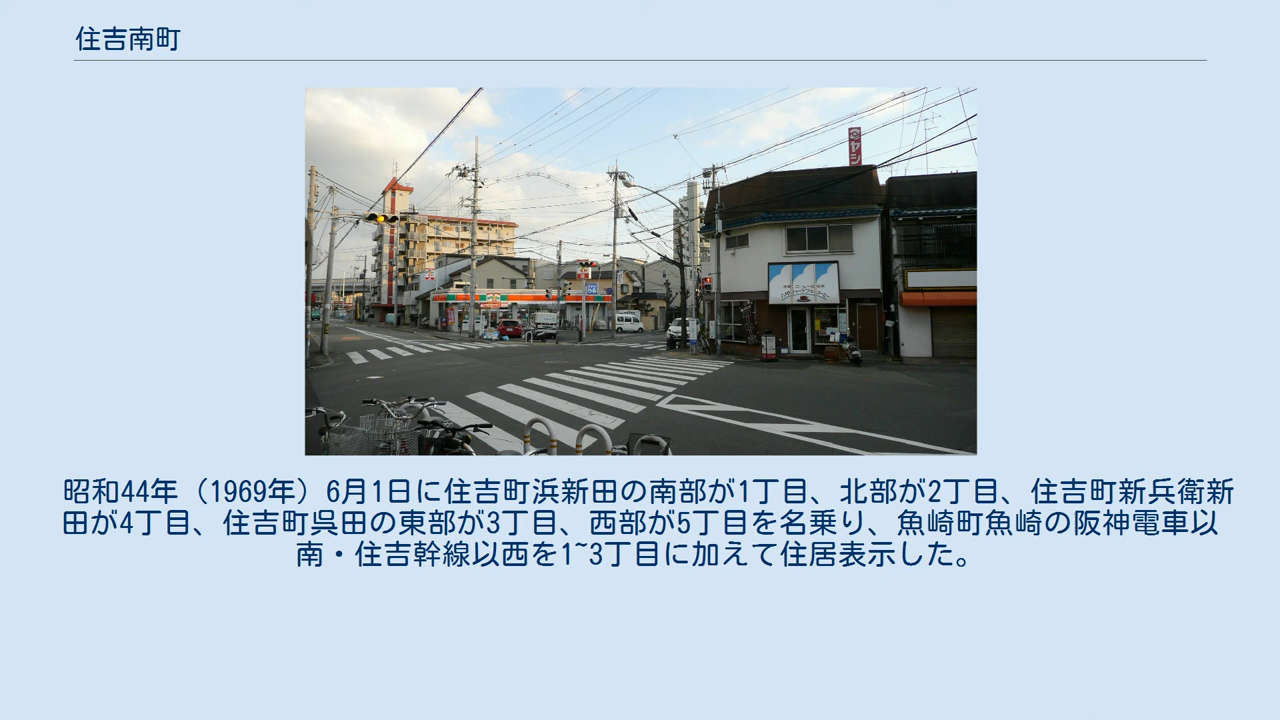 住吉南町
ヤシ
昭和44年（1969年）6月1日に住吉町浜新田の南部が1丁目、北部が2丁目、住吉町新兵衛新
田が4丁目、住吉町呉田の東部が3丁目、西部が5丁目を名乗り、魚崎町魚崎の阪神電車以
南・住吉幹線以西を1~3丁目に加えて住居表示した。